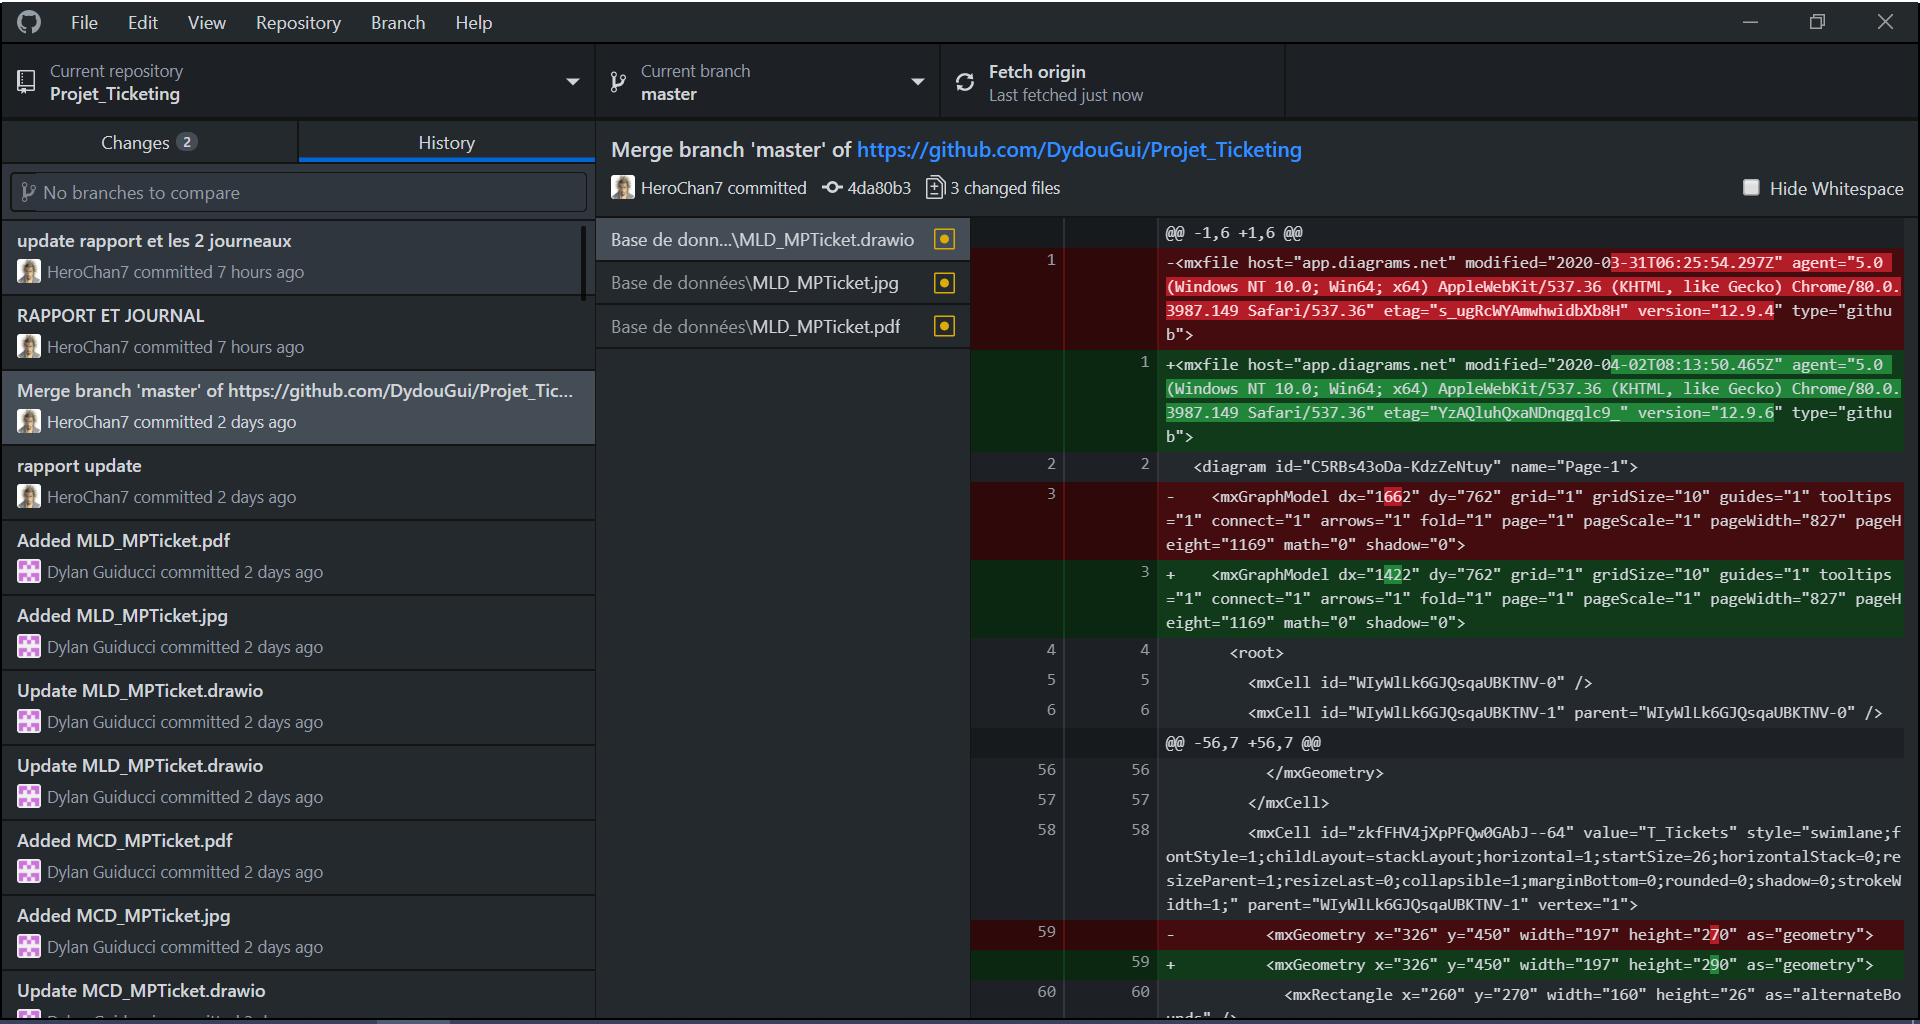 File Edit View Repository Branch Help
Current repository
Projet_Ticketing
Current branch
master
Fetch origin
Last fetched just now
Changes 2
History
No branches to compare
update rapport et les 2 journeaux
HeroChan7 committed 7 hours ago
RAPPORT ET JOURNAL
HeroChan7 committed 7 hours ago
Merge branch 'master' of https://github.com/DydouGui/Projet_Tic...
HeroChan7 committed 2 days ago
rapport update
HeroChan7 committed 2 days ago
Added MLD_MPTicket.pdf
Dylan Guiducci committed 2 days ago
Added MLD_MPTicket.jpg
Dylan Guiducci committed 2 days ago
Update MLD_MPTicket.drawio
Dylan Guiducci committed 2 days ago
Update MLD_MPTicket.drawio
Dylan Guiducci committed 2 days ago
Added MCD_MPTicket.pdf
Dylan Guiducci committed 2 days ago
Added MCD_MPTicket.jpg
Dylan Guiducci committed 2 days ago
Update MCD_MPTicket.drawio
Merge branch 'master' of https://github.com/DydouGui/Projet_Ticketing
HeroChan7 committed 4da80b3 3 changed files
Hide Whitespace
Base de donn...\MLD_MPTicket.drawio
Base de données\MLD_MPTicket.jpg
Base de données\MLD_MPTicket.pdf
@@ -1,6 +1,6 @@
1 -<mxfile host="app.diagrams.net" modified="2020-03-31T06:25:54.297Z" agent="5.0
(Windows NT 10.0; Win64; x64) AppleWebKit/537.36 (KHTML, like Gecko) Chrome/80.0.
3987.149 Safari/537.36" etag="s_ugRcWYAmwhwidbXb8H" version="12.9.4" type="githu
b">
1 +<mxfile host="app.diagrams.net" modified="2020-04-02T08:13:50.465Z" agent="5.0
(Windows NT 10.0; Win64; x64) AppleWebKit/537.36 (KHTML, like Gecko) Chrome/80.0.
3987.149 Safari/537.36" etag="YzAQluhQxaNDnqgqlc9_" version="12.9.6" type="githu
b">
2 2 <diagram id="C5RBs43oDa-KdzZeNtuy" name="Page-1">
3 - <mxGraphModel dx="1662" dy="762" grid="1" gridSize="10" guides="1" tooltips
="1" connect="1" arrows="1" fold="1" page="1" pageScale="1" pageWidth="827" pageH
eight="1169" math="0" shadow="0">
3 + <mxGraphModel dx="1422" dy="762" grid="1" gridSize="10" guides="1" tooltips
="1" connect="1" arrows="1" fold="1" page="1" pageScale="1" pageWidth="827" pageH
eight="1169" math="0" shadow="0">
4 4 <root>
5 5 <mxCell id="WIyWlLk6GJQsqaUBKTNV-0" />
6 6 <mxCell id="WIyWlLk6GJQsqaUBKTNV-1" parent="WIyWlLk6GJQsqaUBKTNV-0" />
@@ -56,7 +56,7 @@
56 56 </mxGeometry>
57 57 </mxCell>
58 58 <mxCell id="zkfFHV4jXpPFQw0GAbJ--64" value="T_Tickets" style="swimlane;f
ontStyle=1;childLayout=stackLayout;horizontal=1;startSize=26;horizontalStack=0;re
sizeParent=1;resizeLast=0;collapsible=1;marginBottom=0;rounded=0;shadow=0;strokeW
idth=1;" parent="WIyWlLk6GJQsqaUBKTNV-1" vertex="1">
59 - <mxGeometry x="326" y="450" width="197" height="270" as="geometry">
59 + <mxGeometry x="326" y="450" width="197" height="290" as="geometry">
60 60 <mxRectangle x="260" y="270" width="160" height="26" as="alternateBo